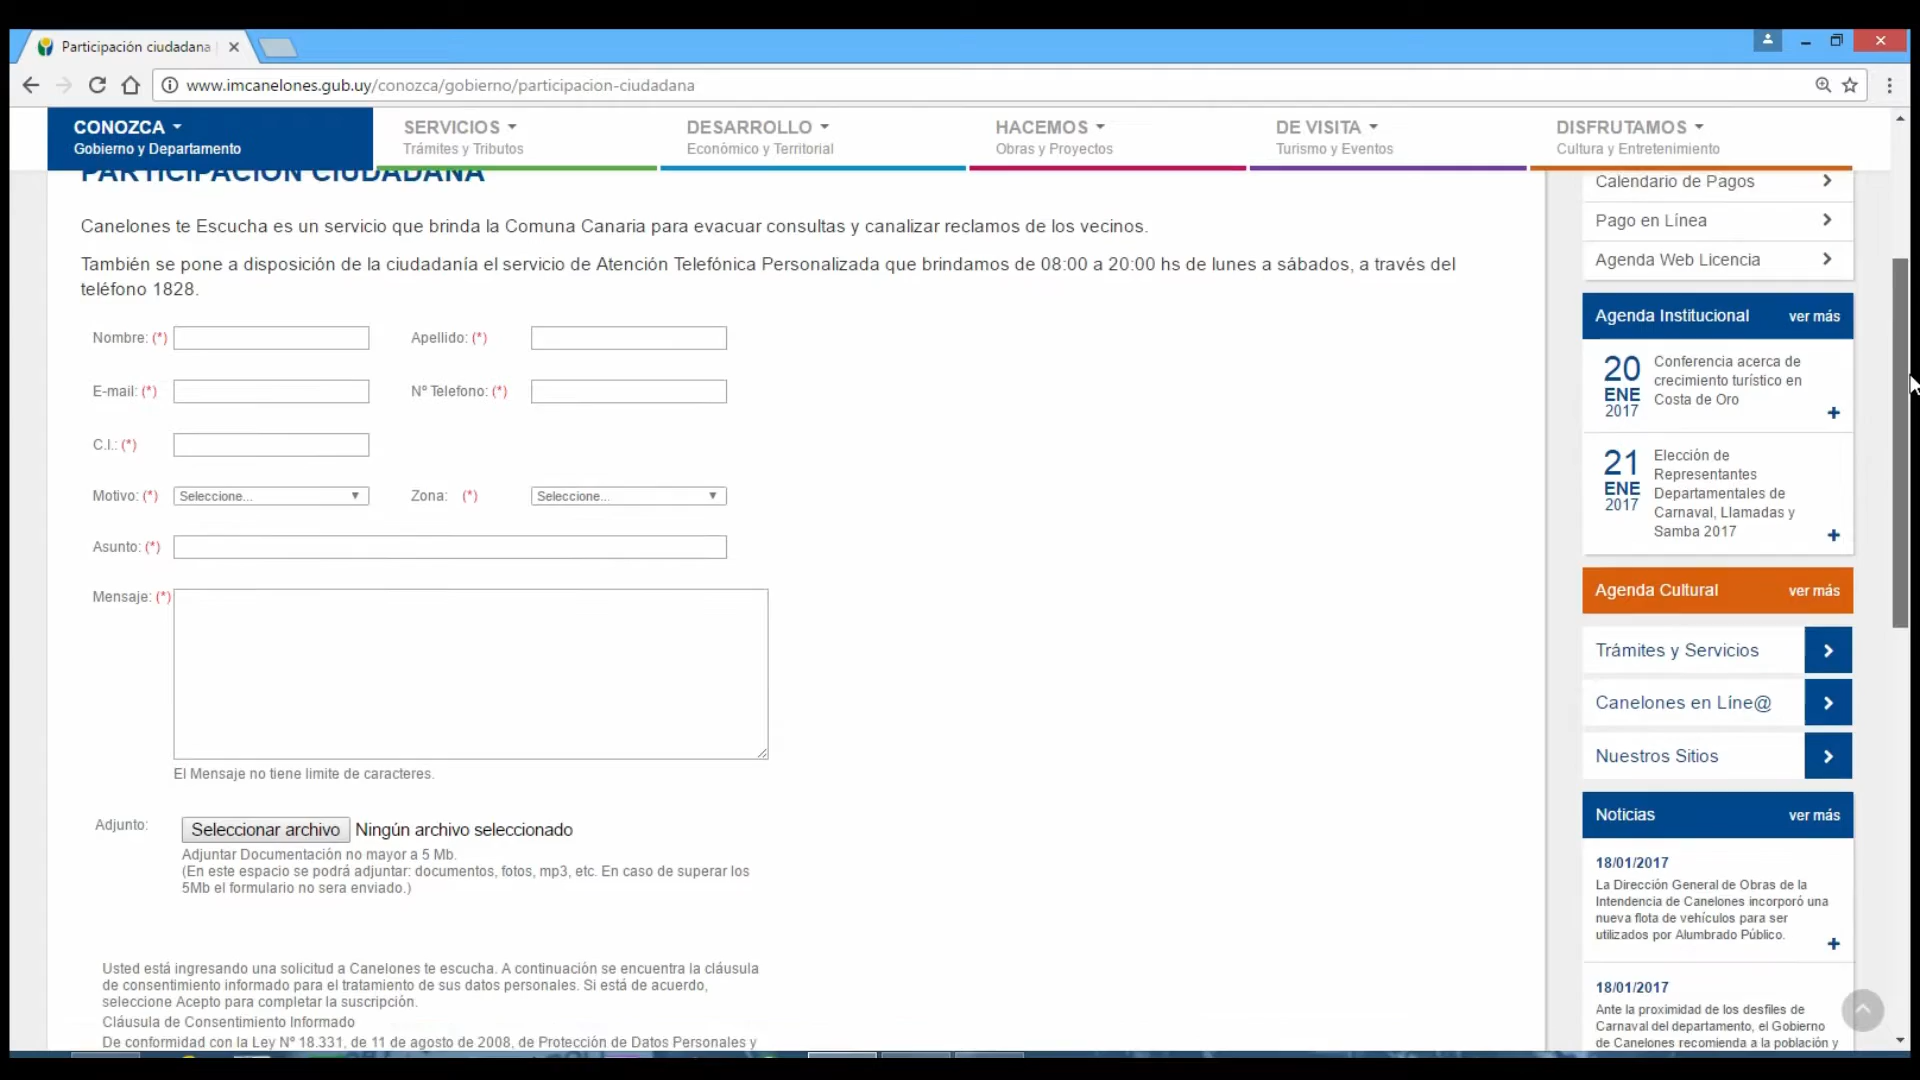 Participación ciudadana
www.imcanelones.gub.uy/conozca/gobierno/participacion-ciudadana
CONOZCA
Gobierno y Departamento
SERVICIOS
Trámites y Tributos
DESARROLLO
Económico y Territorial
HACEMOS
Obras y Proyectos
DE VISITA
Turismo y Eventos
DISFRUTAMOS
Cultura y Entretenimiento
PARTICIPACIÓN CIUDADANA
Canelones te Escucha es un servicio que brinda la Comuna Canaria para evacuar consultas y canalizar reclamos de los vecinos.
También se pone a disposición de la ciudadanía el servicio de Atención Telefónica Personalizada que brindamos de 08:00 a 20:00 hs de lunes a sábados, a través del
teléfono 1828.
Nombre: (*)
Apellido: (*)
E-mail: (*)
Nº Telefono: (*)
C.I.: (*)
Motivo: (*) Seleccione...
Zona: (*) Seleccione...
Asunto: (*)
Mensaje: (*)
El Mensaje no tiene limite de caracteres.
Adjunto:
Seleccionar archivo Ningún archivo seleccionado
Adjuntar Documentación no mayor a 5 Mb.
(En este espacio se podrá adjuntar: documentos, fotos, mp3, etc. En caso de superar los
5Mb el formulario no sera enviado.)
Usted está ingresando una solicitud a Canelones te escucha. A continuación se encuentra la cláusula
de consentimiento informado para el tratamiento de sus datos personales. Si está de acuerdo,
seleccione Acepto para completar la suscripción.
Cláusula de Consentimiento Informado
De conformidad con la Ley Nº 18.331, de 11 de agosto de 2008, de Protección de Datos Personales y
Calendario de Pagos
Pago en Línea
Agenda Web Licencia
Agenda Institucional
ver más
20
ENE
2017
Conferencia acerca de
crecimiento turístico en
Costa de Oro
21
ENE
2017
Elección de
Representantes
Departamentales de
Carnaval, Llamadas y
Samba 2017
Agenda Cultural
ver más
Trámites y Servicios
Canelones en Líne@
Nuestros Sitios
Noticias
ver más
18/01/2017
La Dirección General de Obras de la
Intendencia de Canelones incorporó una
nueva flota de vehículos para ser
utilizados por Alumbrado Público.
18/01/2017
Ante la proximidad de los desfiles de
Carnaval del departamento, el Gobierno
de Canelones recomienda a la población y